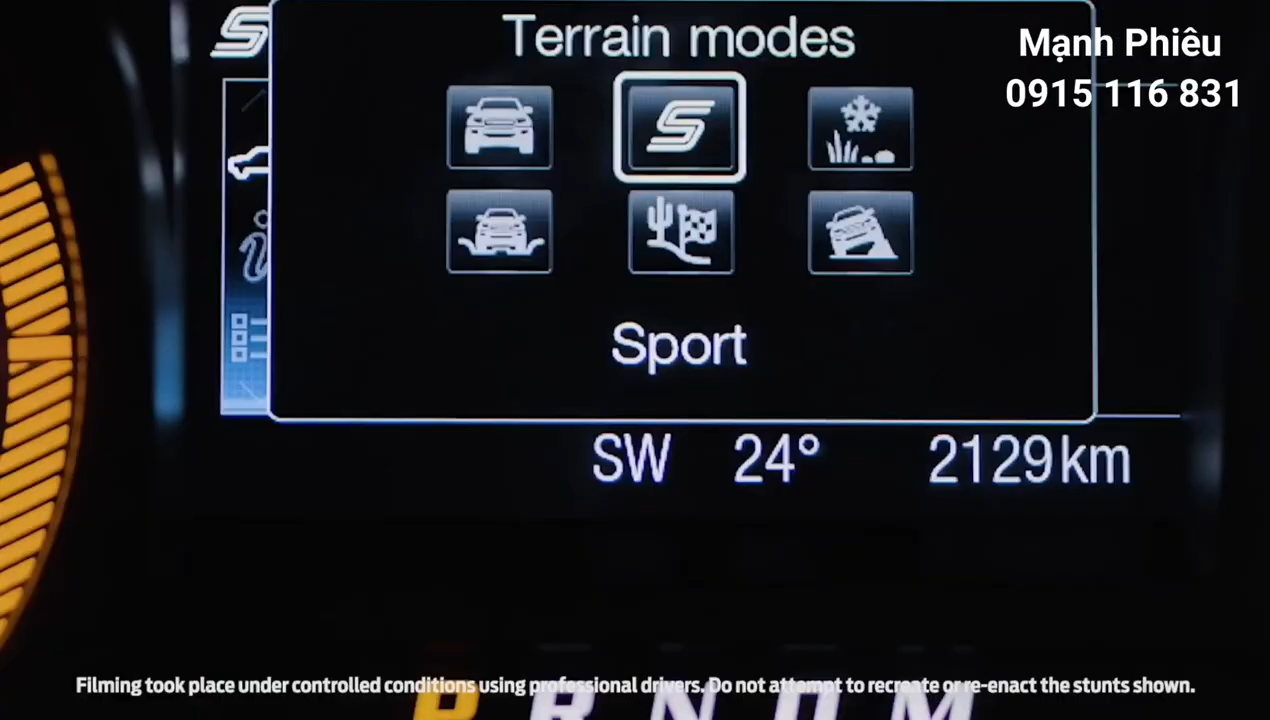 Terrain modes
Mạnh Phiêu
0915 116 831
Sport
SW 24° 2129km
P R N D M
Filming took place under controlled conditions using professional drivers. Do not attempt to recreate or re-enact the stunts shown.